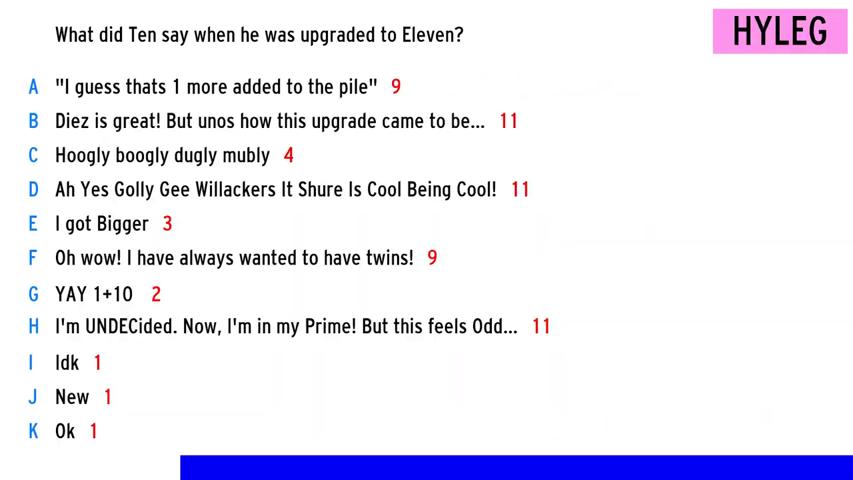 What did Ten say when he was upgraded to Eleven?
HYLEG
A "I guess thats 1 more added to the pile" 9
B Diez is great! But unos how this upgrade came to be... 11
C Hoogly boogly dugly mubly 4
D Ah Yes Golly Gee Willackers It Shure Is Cool Being Cool! 11
E I got Bigger 3
F Oh wow! I have always wanted to have twins! 9
G YAY 1+10 2
H I'm UNDECided. Now, I'm in my Prime! But this feels Odd... 11
I Idk 1
J New 1
K Ok 1